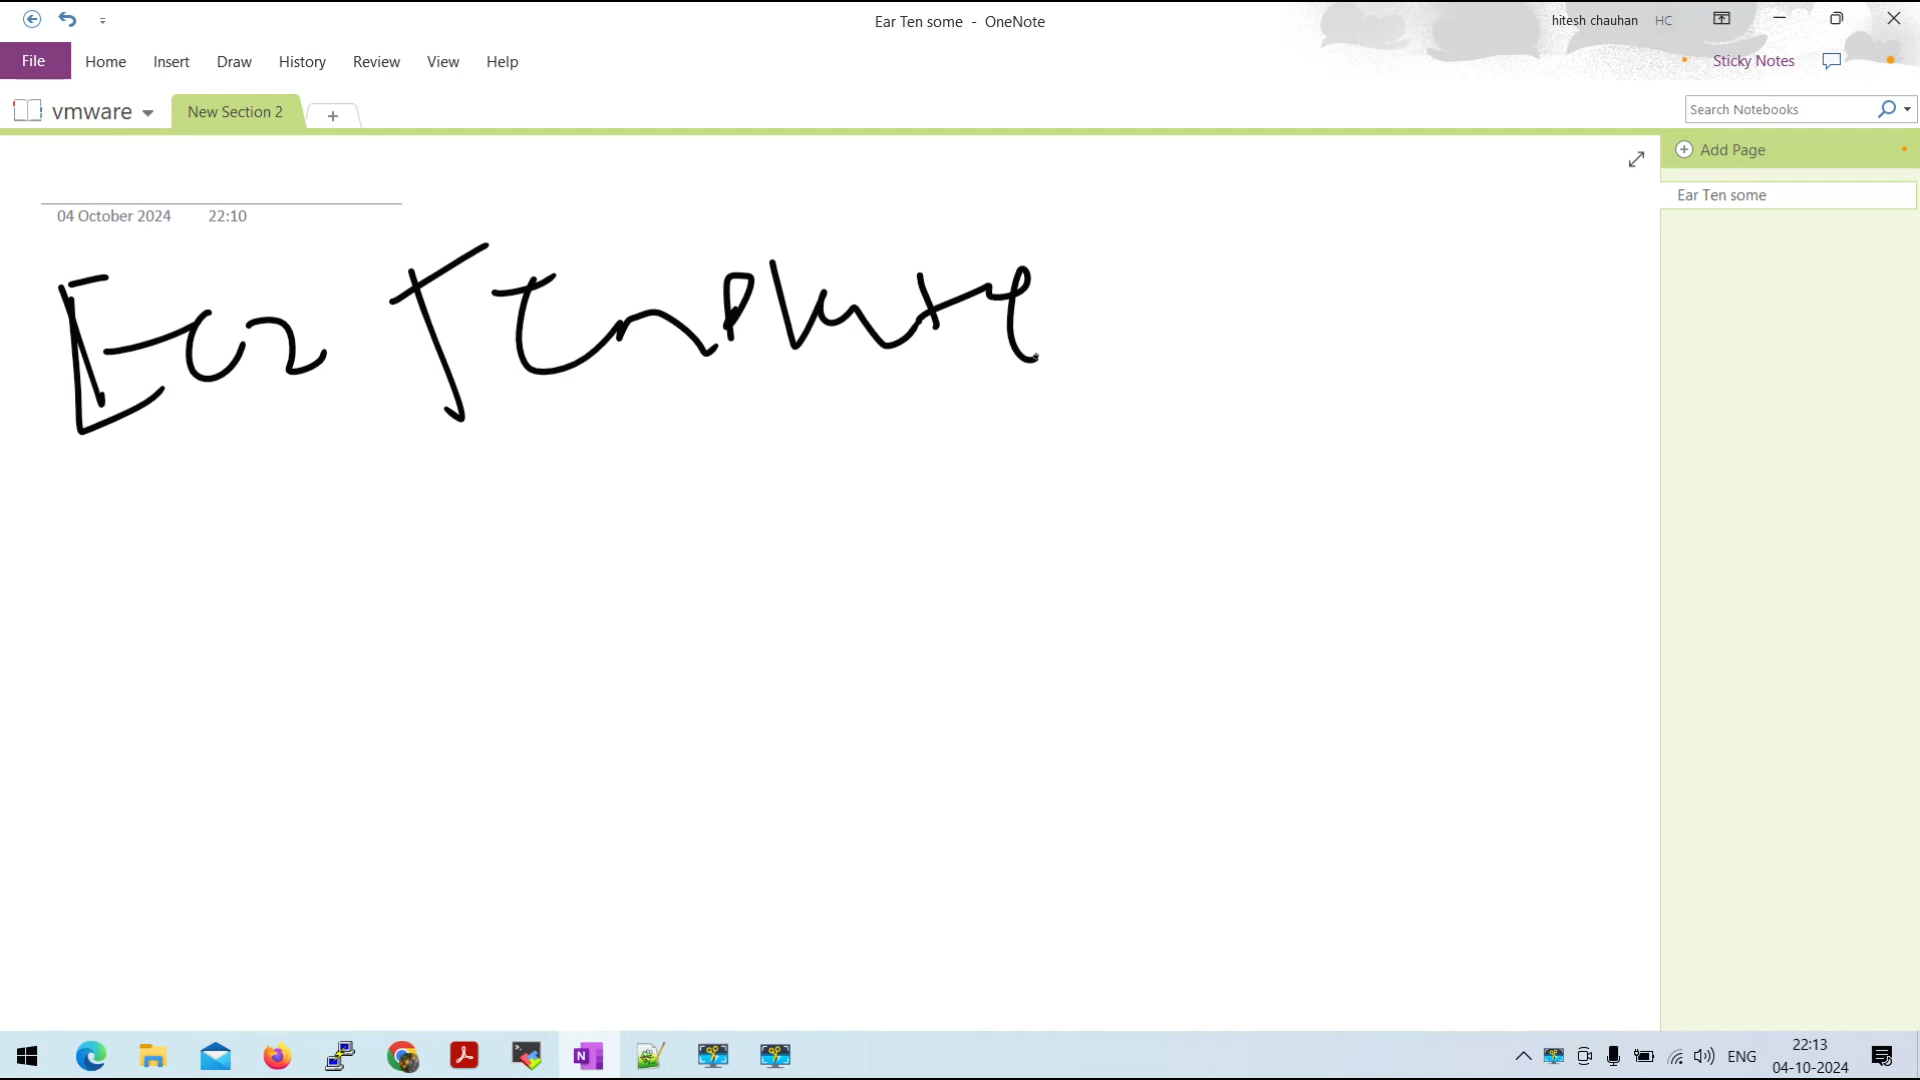 Ear Ten some - OneNote
hitesh chauhan HC
File Home Insert Draw History Review View Help
Sticky Notes
vmware New Section 2 +
Search Notebooks
Add Page
Ear Ten some
04 October 2024 22:10
Template
ENG
22:13
04-10-2024